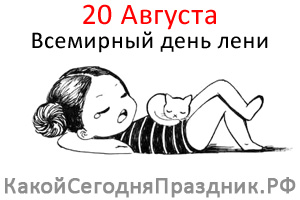 20 Августа
Всемирный день лени
КакойСегодняПраздник.РФ